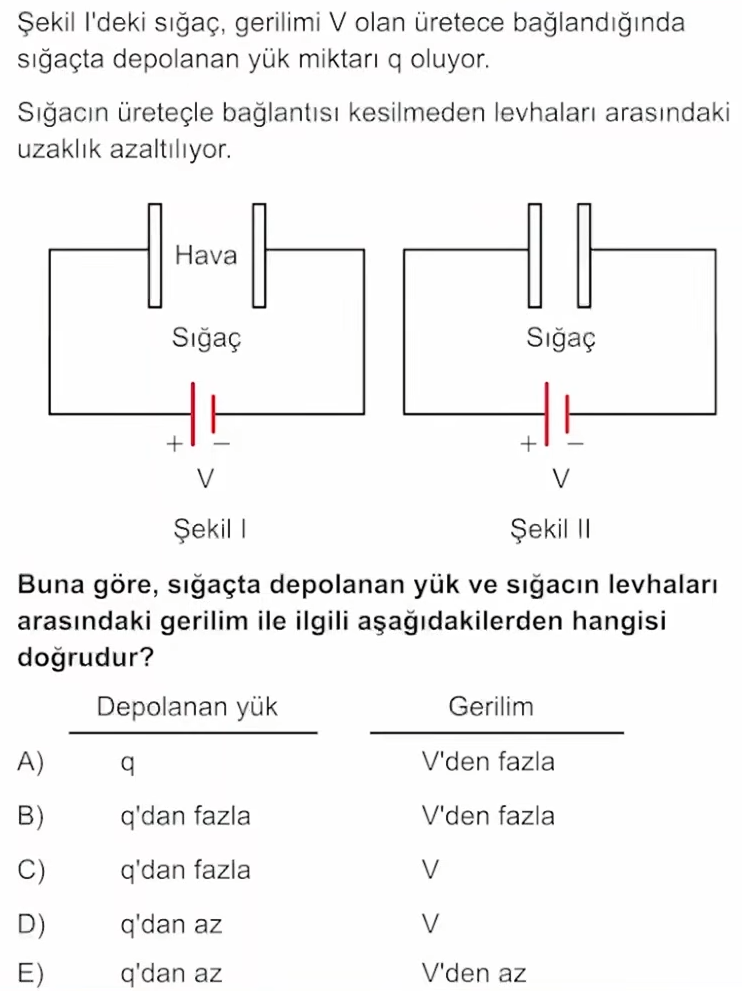 Şekil I'deki sığaç, gerilimi V olan üretece bağlandığında
sığaçta depolanan yük miktarı q oluyor.
Sığacın üreteçle bağlantısı kesilmeden levhaları arasındaki
uzaklık azaltılıyor.
Hava
Sığaç
Sığaç
+ –
+ –
V
V
Şekil I
Şekil II
Buna göre, sığaçta depolanan yük ve sığacın levhaları
arasındaki gerilim ile ilgili aşağıdakilerden hangisi
doğrudur?
Depolanan yük Gerilim
A) q V'den fazla
B) q'dan fazla V'den fazla
C) q'dan fazla V
D) q'dan az V
E) q'dan az V'den az